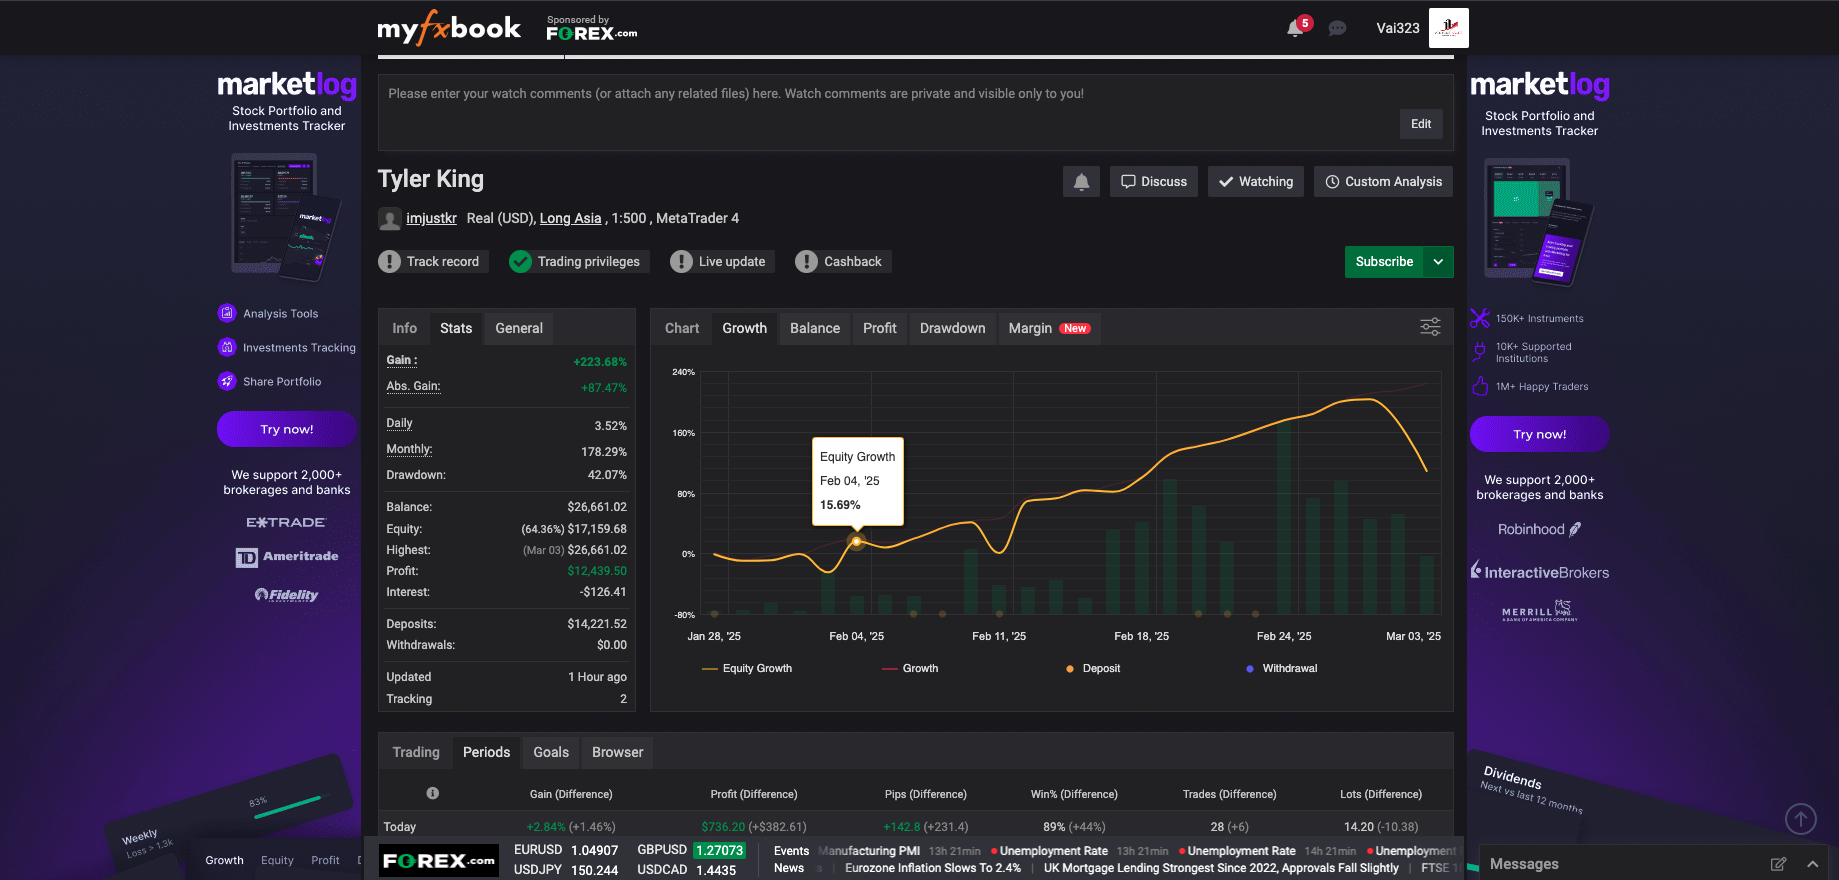 myfxbook
Sponsored by
FOREX.com
5
Vai323
marketlog
Stock Portfolio and
Investments Tracker
Analysis Tools
Investments Tracking
Share Portfolio
Try now!
We support 2,000+
brokerages and banks
E*TRADE
TD Ameritrade
Fidelity
INVESTMENTS
83%
Weekly
Loss > 1.3k
Growth Equity Profit D
Please enter your watch comments (or attach any related files) here. Watch comments are private and visible only to you!
Edit
Tyler King
Discuss
Watching
Custom Analysis
imjustkr Real (USD), Long Asia , 1:500 , MetaTrader 4
Track record
Trading privileges
Live update
Cashback
Subscribe
Info Stats General
Gain : +223.68%
Abs. Gain: +87.47%
Daily 3.52%
Monthly: 178.29%
Drawdown: 42.07%
Balance: $26,661.02
Equity: (64.36%) $17,159.68
Highest: (Mar 03) $26,661.02
Profit: $12,439.50
Interest: -$126.41
Deposits: $14,221.52
Withdrawals: $0.00
Updated 1 Hour ago
Tracking 2
Chart Growth Balance Profit Drawdown Margin New
240%
160%
80%
0%
-80%
Equity Growth
Feb 04, '25
15.69%
Jan 28, '25 Feb 04, '25 Feb 11, '25 Feb 18, '25 Feb 24, '25 Mar 03, '25
Equity Growth Growth Deposit Withdrawal
Trading Periods Goals Browser
Gain (Difference) Profit (Difference) Pips (Difference) Win% (Difference) Trades (Difference) Lots (Difference)
Today +2.84% (+1.46%) $736.20 (+$382.61) +142.8 (+231.4) 89% (+44%) 28 (+6) 14.20 (-10.38)
FOREX.com
EURUSD 1.04907 GBPUSD 1.27073
USDJPY 150.244 USDCAD 1.4435
Events Manufacturing PMI 13h 21min Unemployment Rate 13h 21min Unemployment Rate 14h 21min Unemployment
News s Eurozone Inflation Slows To 2.4% UK Mortgage Lending Strongest Since 2022, Approvals Fall Slightly FTSE 1
marketlog
Stock Portfolio and
Investments Tracker
150K+ Instruments
10K+ Supported
Institutions
1M+ Happy Traders
Try now!
We support 2,000+
brokerages and banks
Robinhood
InteractiveBrokers
MERRILL
A BANK OF AMERICA COMPANY
Dividends
Next vs last 12 months
Messages